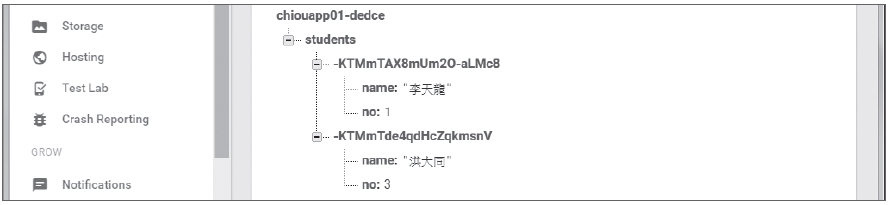 Storage
Hosting
Test Lab
Crash Reporting
GROW
Notifications
chiouapp01-dedce
students
-KTMmTAX8mUm2O-aLMc8
name: "李天龍"
no: 1
-KTMmTde4qdHcZqkmsnV
name: "洪大同"
no: 3